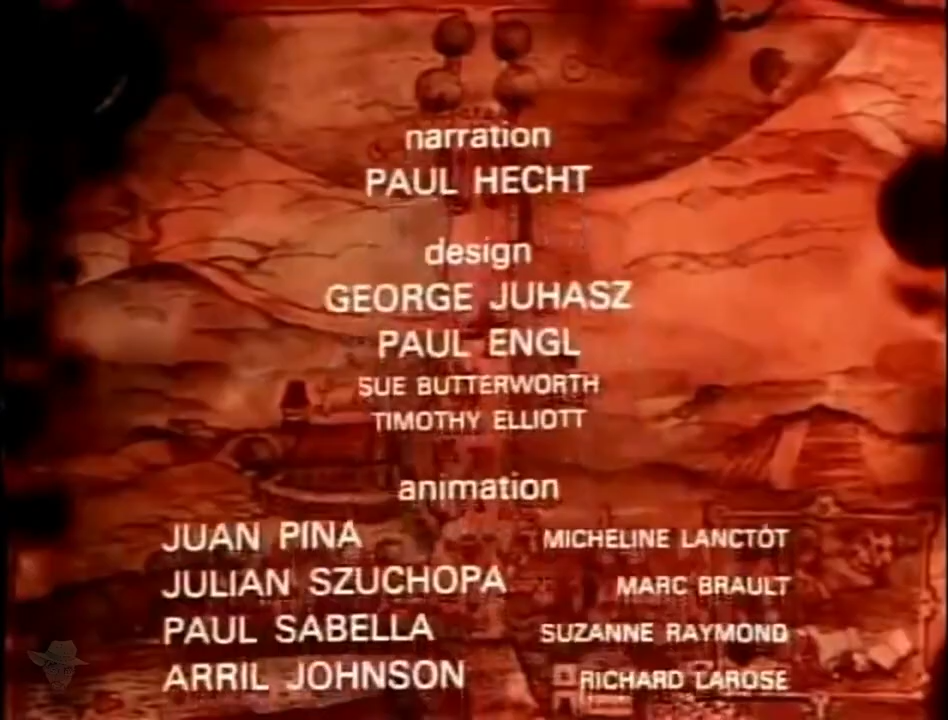 narration
PAUL HECHT
design
GEORGE JUHASZ
PAUL ENGL
SUE BUTTERWORTH
TIMOTHY ELLIOTT
animation
JUAN PINA MICHELINE LANCTÔT
JULIAN SZUCHOPA MARC BRAULT
PAUL SABELLA SUZANNE RAYMOND
ARRIL JOHNSON RICHARD LAROSE